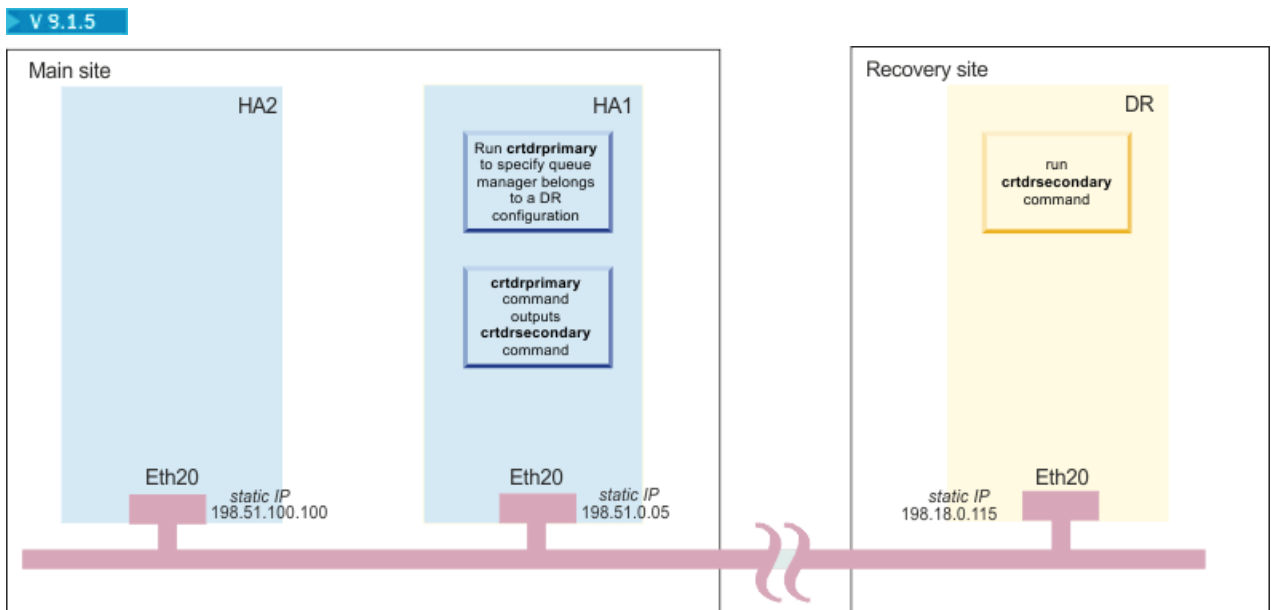 V 9.1.5
Main site
HA2
HA1
Run crtdrprimary
to specify queue
manager belongs
to a DR
configuration
crtdrprimary
command
outputs
crtdrsecondary
command
Eth20
static IP
198.51.100.100
Eth20
static IP
198.51.0.05
Recovery site
DR
run
crtdrsecondary
command
Eth20
static IP
198.18.0.115